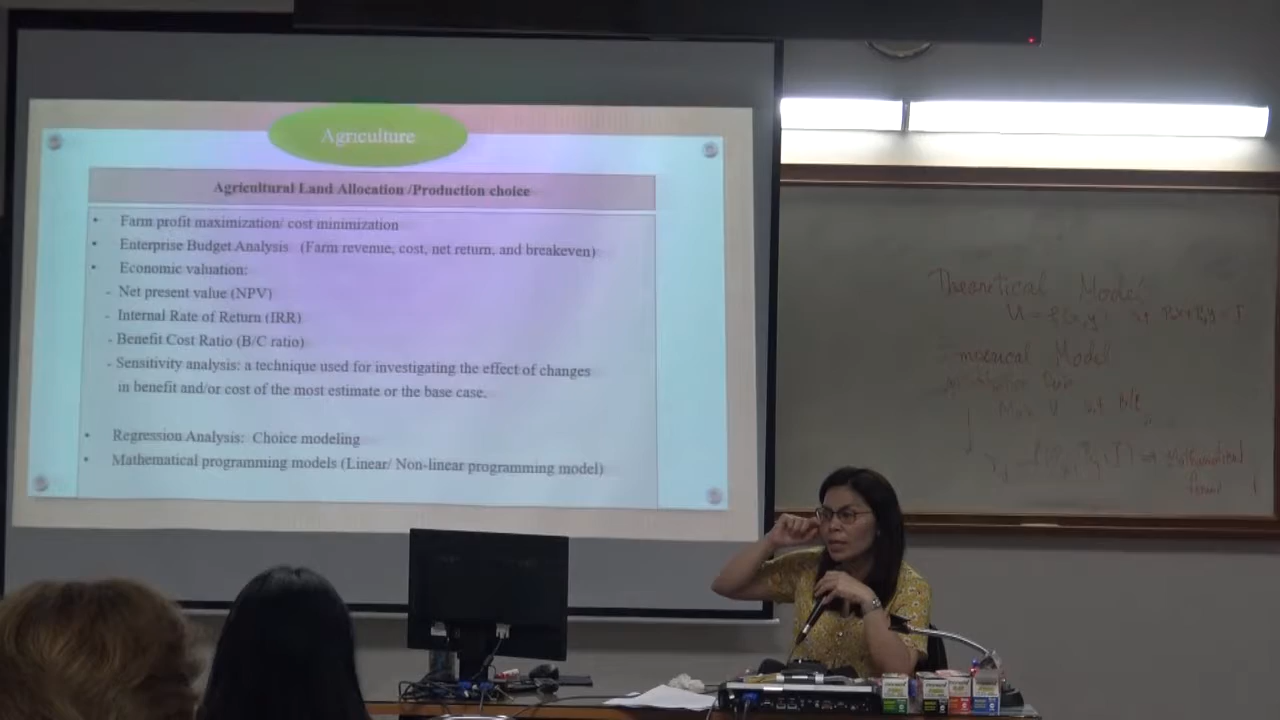 Agriculture
Agricultural Land Allocation /Production choice
• Farm profit maximization/ cost minimization
• Enterprise Budget Analysis (Farm revenue, cost, net return, and breakeven)
• Economic valuation:
- Net present value (NPV)
- Internal Rate of Return (IRR)
- Benefit Cost Ratio (B/C ratio)
- Sensitivity analysis: a technique used for investigating the effect of changes
in benefit and/or cost of the most estimate or the base case.
• Regression Analysis: Choice modeling
• Mathematical programming models (Linear/ Non-linear programming model)
Theoretical Model
U = f(x,y)
Model
Mathematical